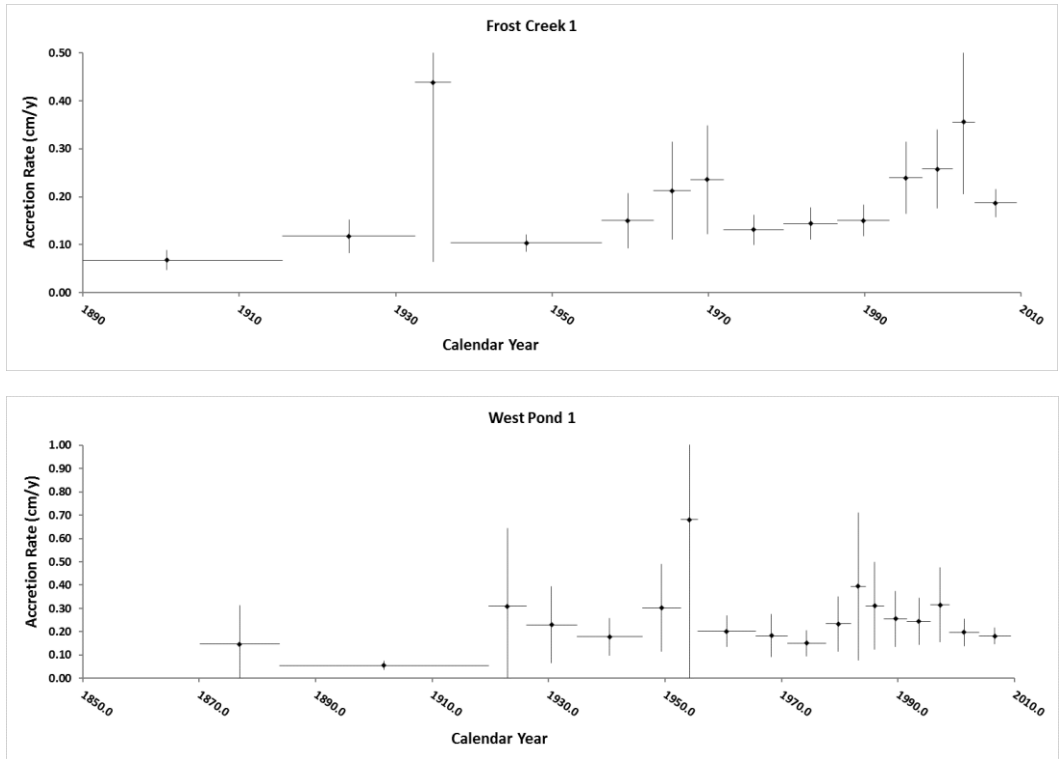 Frost Creek 1
0.50
0.40
0.30
0.20
0.10
0.00
Accretion Rate (cm/y)
1890 1910 1930 1950 1970 1990 2010
Calendar Year
West Pond 1
1.00
0.90
0.80
0.70
0.60
0.50
0.40
0.30
0.20
0.10
0.00
Accretion Rate (cm/y)
1850.0 1870.0 1890.0 1910.0 1930.0 1950.0 1970.0 1990.0 2010.0
Calendar Year